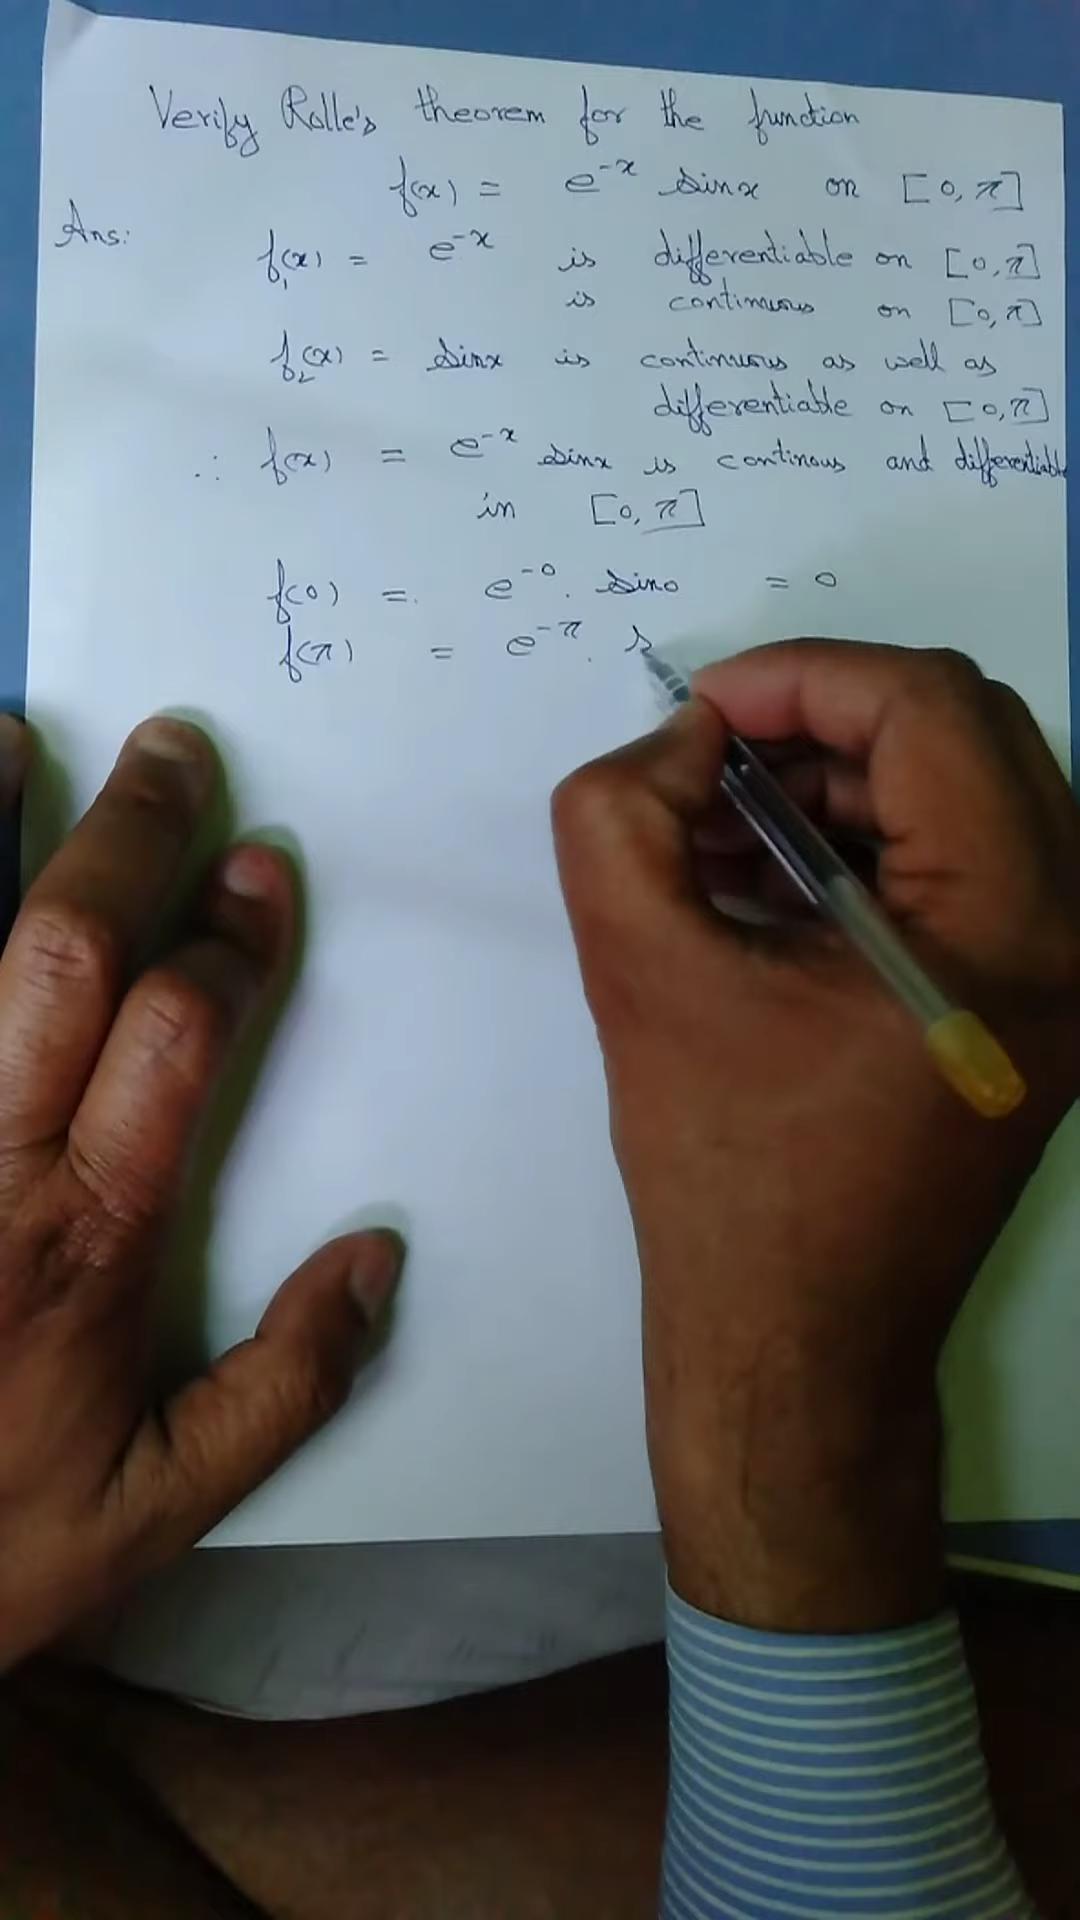 Verify Rolle's theorem for the function
f(x) = e^{-x} sinx on [0, π]
Ans:
f₁(x) = e^{-x} is differentiable on [0, π]
is continuous on [0, π]
f₂(x) = sinx is continuous as well as
differentiable on [0, π]
∴ f(x) = e^{-x} sinx is continous and differentiable
in [0, π]
f(0) = e^{-0}. sin0 = 0
f(π) = e^{-π}. s